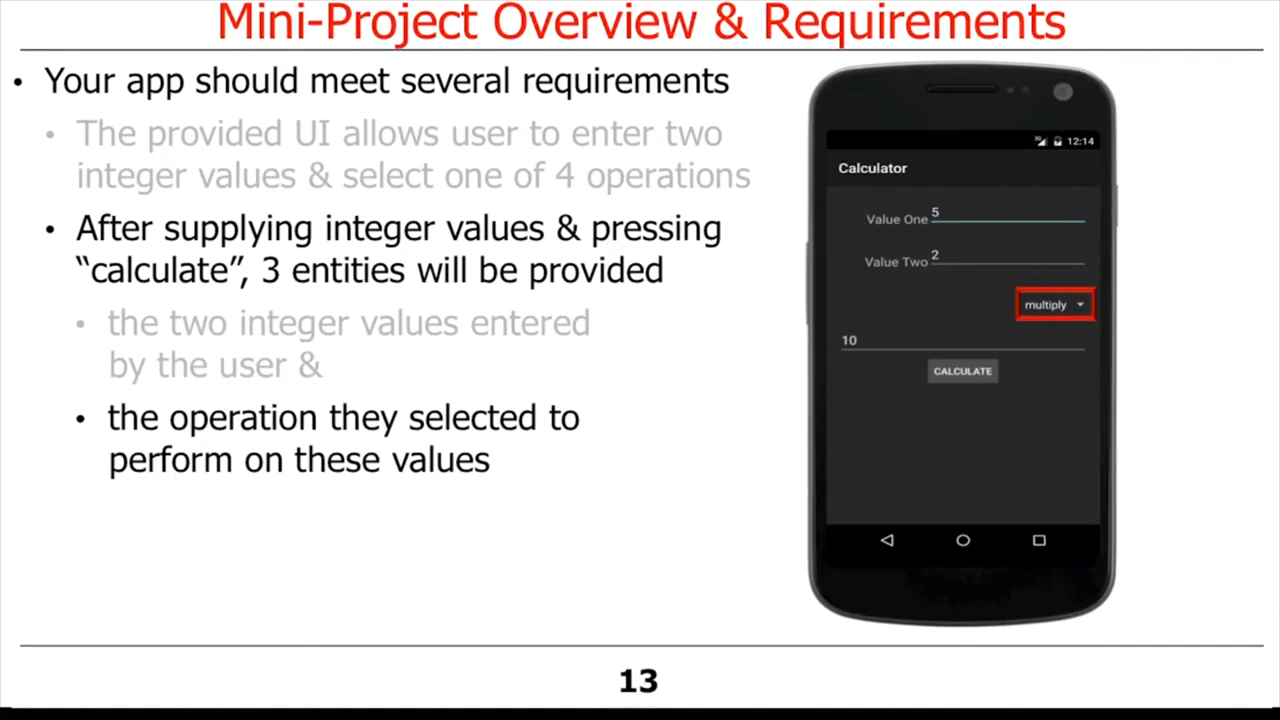 Mini-Project Overview & Requirements
• Your app should meet several requirements
• The provided UI allows user to enter two
integer values & select one of 4 operations
• After supplying integer values & pressing
“calculate”, 3 entities will be provided
• the two integer values entered
by the user &
• the operation they selected to
perform on these values
12:14
Calculator
Value One 5
Value Two 2
multiply
10
CALCULATE
13